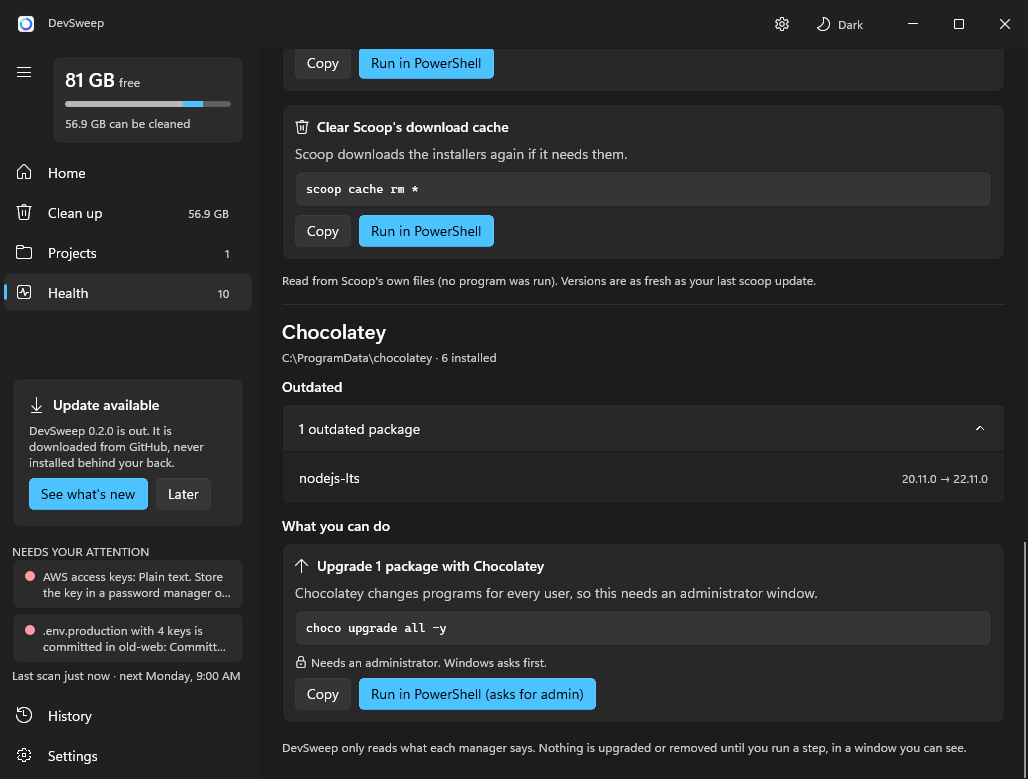 DevSweep
Dark
81 GB free
56.9 GB can be cleaned
Home
Clean up 56.9 GB
Projects 1
Health 10
Update available
DevSweep 0.2.0 is out. It is
downloaded from GitHub, never
installed behind your back.
See what's new Later
NEEDS YOUR ATTENTION
AWS access keys: Plain text. Store
the key in a password manager o...
.env.production with 4 keys is
committed in old-web: Committ...
Last scan just now · next Monday, 9:00 AM
History
Settings
Copy Run in PowerShell
Clear Scoop's download cache
Scoop downloads the installers again if it needs them.
scoop cache rm *
Copy Run in PowerShell
Read from Scoop's own files (no program was run). Versions are as fresh as your last scoop update.
Chocolatey
C:\ProgramData\chocolatey · 6 installed
Outdated
1 outdated package
nodejs-lts 20.11.0 → 22.11.0
What you can do
Upgrade 1 package with Chocolatey
Chocolatey changes programs for every user, so this needs an administrator window.
choco upgrade all -y
Needs an administrator. Windows asks first.
Copy Run in PowerShell (asks for admin)
DevSweep only reads what each manager says. Nothing is upgraded or removed until you run a step, in a window you can see.